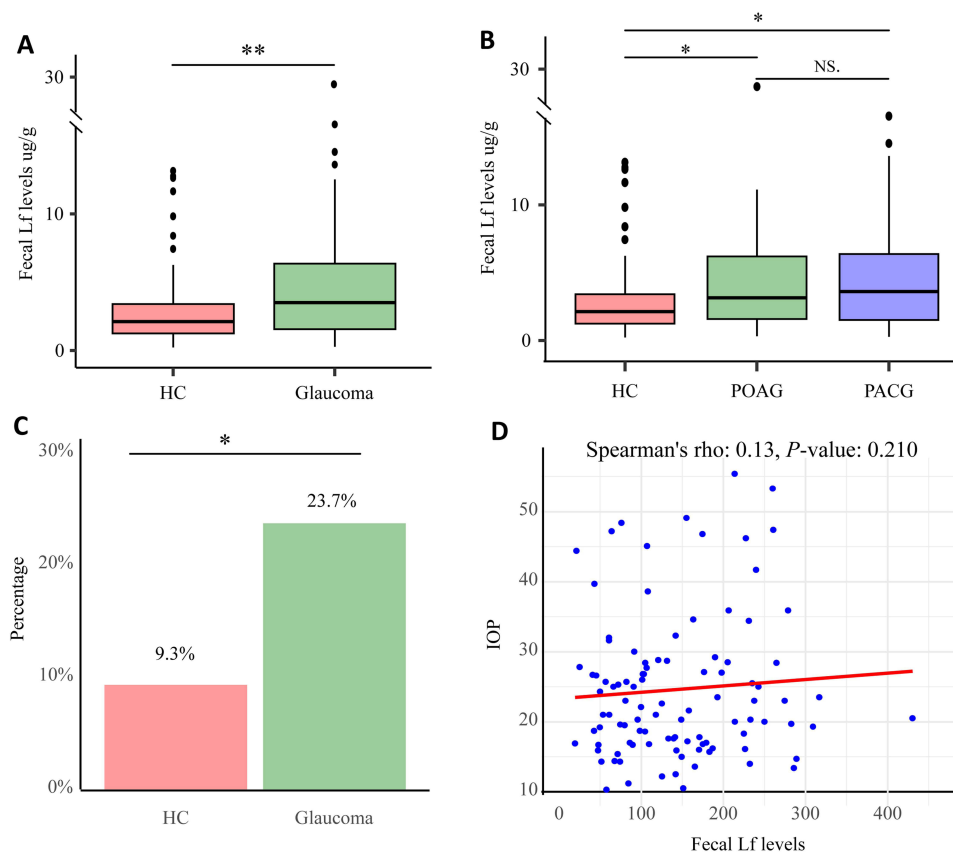 A
**
30
Fecal Lf levels ug/g
10
0
HC
Glaucoma
B
*
*
NS.
30
Fecal Lf levels ug/g
10
0
HC
POAG
PACG
C
*
30%
23.7%
20%
Percentage
9.3%
10%
0%
HC
Glaucoma
D
Spearman's rho: 0.13, P-value: 0.210
50
40
IOP
30
20
10
0
100
200
300
400
Fecal Lf levels